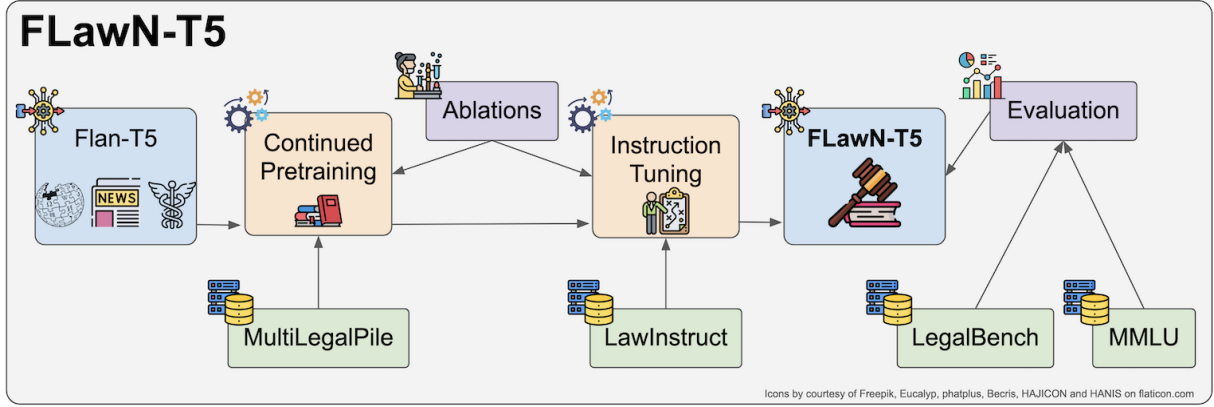 FLawN-T5
Flan-T5
NEWS
Continued
Pretraining
Ablations
Instruction
Tuning
FLawN-T5
Evaluation
MultiLegalPile
LawInstruct
LegalBench
MMLU
Icons by courtesy of Freepik, Eucalyp, phatplus, Becris, HAJICON and HANIS on flaticon.com